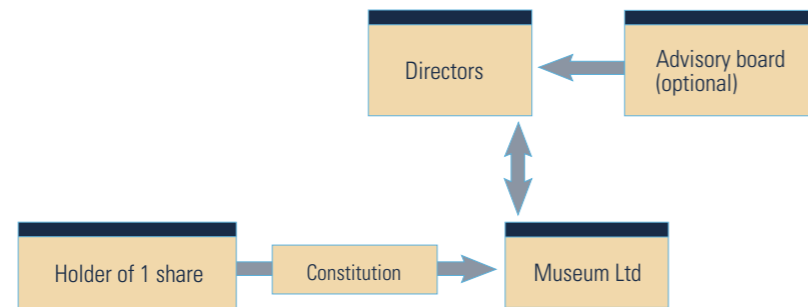 Directors
Advisory board
(optional)
Holder of 1 share
Constitution
Museum Ltd